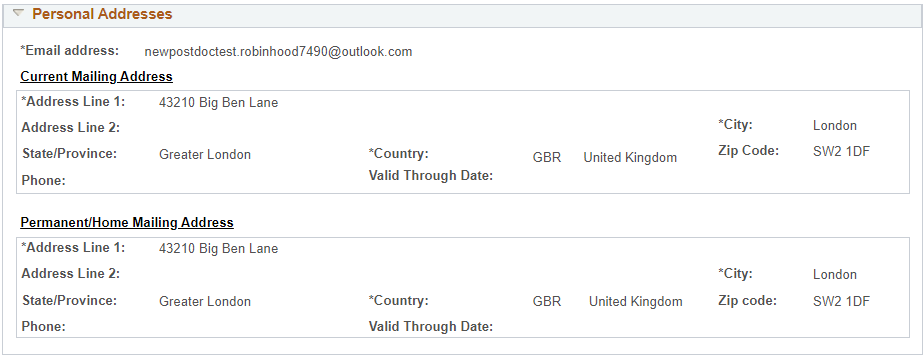 Personal Addresses
*Email address: newpostdoctest.robinhood7490@outlook.com
Current Mailing Address
*Address Line 1: 43210 Big Ben Lane
Address Line 2: *City: London
State/Province: Greater London *Country: GBR United Kingdom Zip Code: SW2 1DF
Phone: Valid Through Date:
Permanent/Home Mailing Address
*Address Line 1: 43210 Big Ben Lane
Address Line 2: *City: London
State/Province: Greater London *Country: GBR United Kingdom Zip code: SW2 1DF
Phone: Valid Through Date: